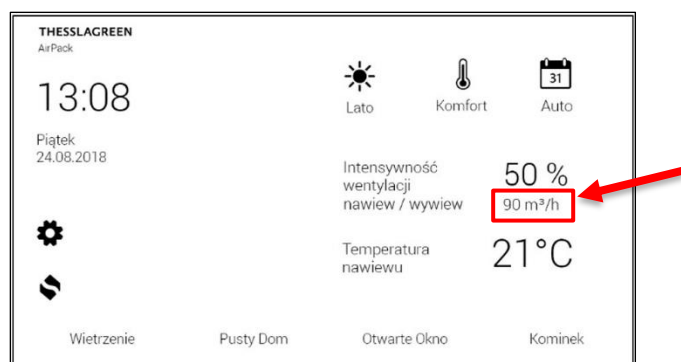 THESSLAGREEN
AirPack
13:08
Piątek
24.08.2018
31
Lato
Komfort
Auto
Intensywność
wentylacji
nawiew / wywiew
50 %
90 m³/h
Temperatura
nawiewu
21°C
Wietrzenie
Pusty Dom
Otwarte Okno
Kominek